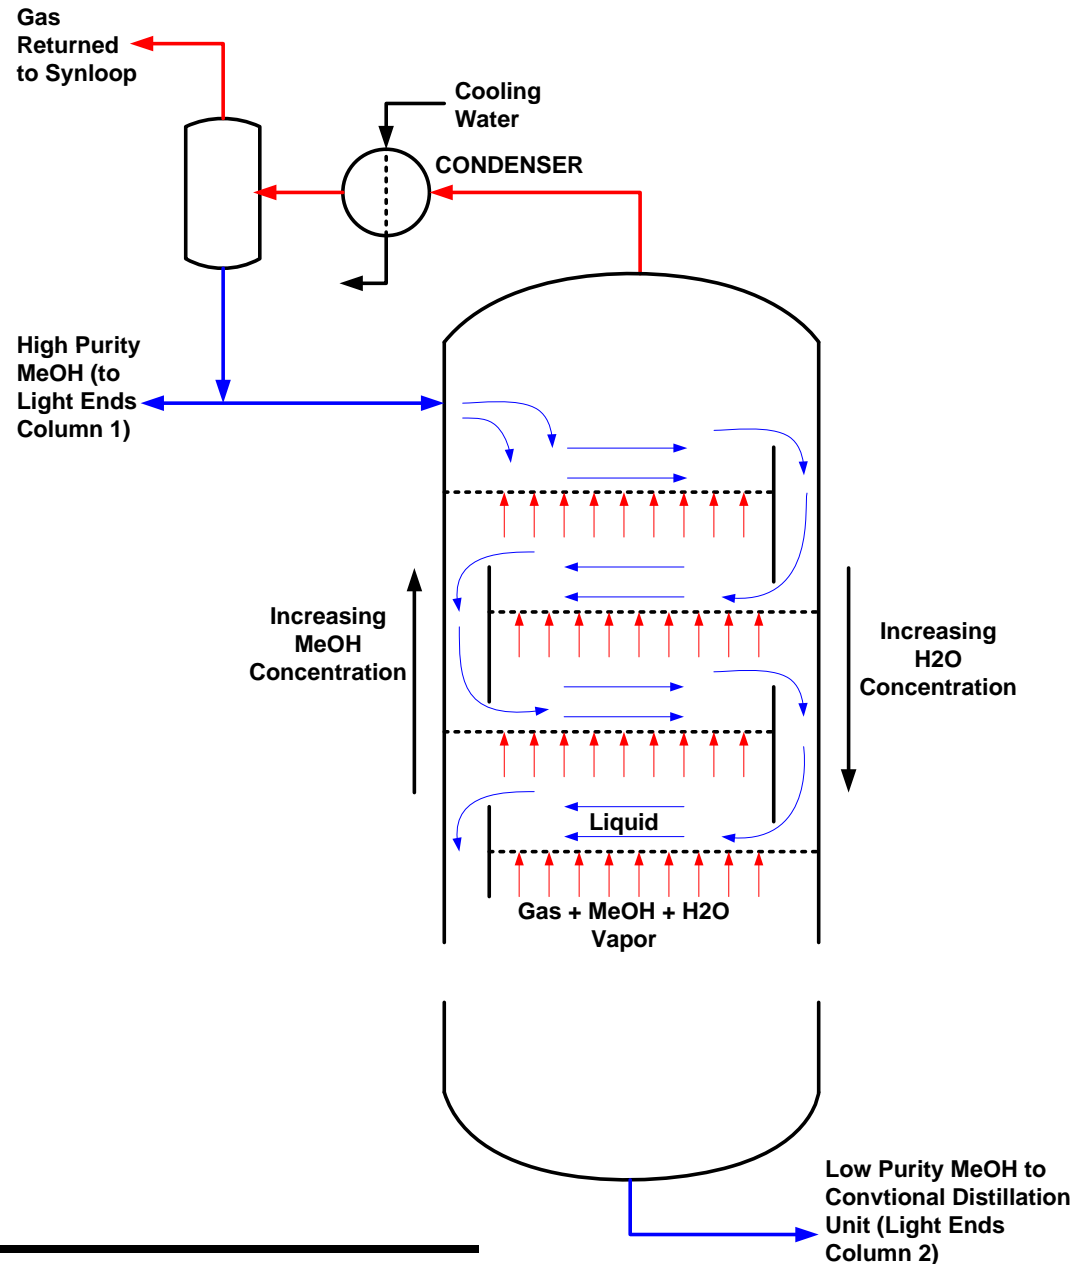 Gas
Returned
to Synloop
Cooling
Water
CONDENSER
High Purity
MeOH (to
Light Ends
Column 1)
Increasing
MeOH
Concentration
Increasing
H2O
Concentration
Liquid
Gas + MeOH + H2O
Vapor
Low Purity MeOH to
Convtional Distillation
Unit (Light Ends
Column 2)